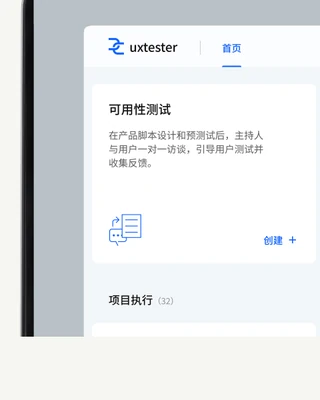 uxtester
首页
可用性测试
在产品脚本设计和预测试后，主持人
与用户一对一访谈，引导用户测试并
收集反馈。
创建 +
项目执行（32）